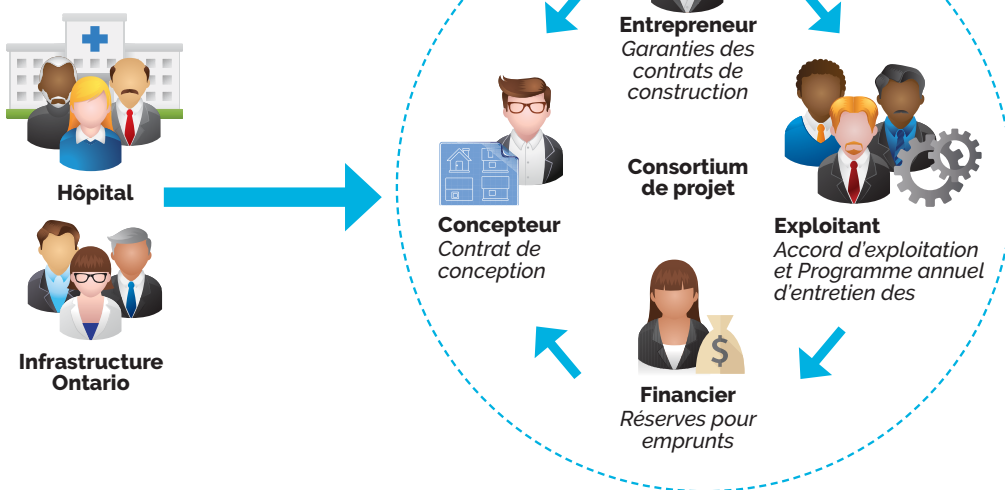 Hôpital
Infrastructure
Ontario
Entrepreneur
Garanties des
contrats de
construction
Concepteur
Contrat de
conception
Consortium
de projet
Exploitant
Accord d'exploitation
et Programme annuel
d'entretien des
$
Financier
Réserves pour
emprunts